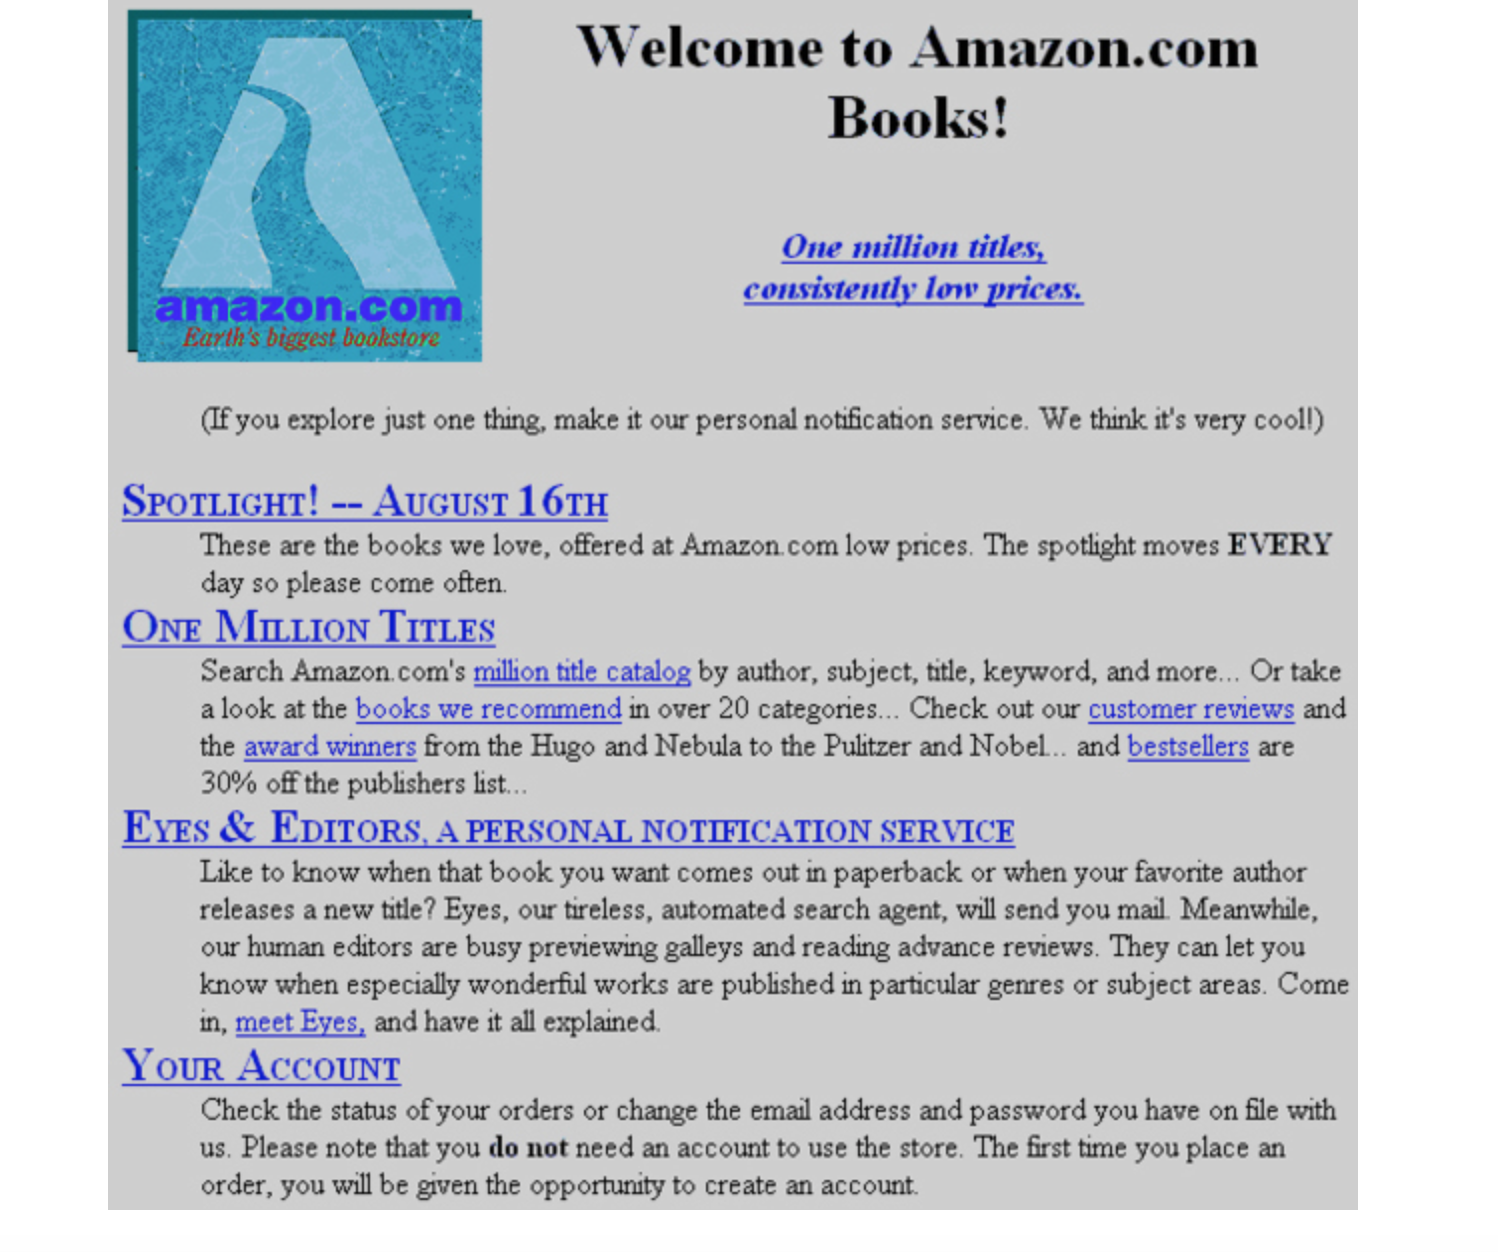 Welcome to Amazon.com
Books!
One million titles,
consistently low prices.
amazon.com
Earth's biggest bookstore
(If you explore just one thing, make it our personal notification service. We think it's very cool!)
SPOTLIGHT! -- AUGUST 16TH
These are the books we love, offered at Amazon.com low prices. The spotlight moves EVERY
day so please come often.
ONE MILLION TITLES
Search Amazon.com's million title catalog by author, subject, title, keyword, and more... Or take
a look at the books we recommend in over 20 categories... Check out our customer reviews and
the award winners from the Hugo and Nebula to the Pulitzer and Nobel... and bestsellers are
30% off the publishers list...
EYES & EDITORS, A PERSONAL NOTIFICATION SERVICE
Like to know when that book you want comes out in paperback or when your favorite author
releases a new title? Eyes, our tireless, automated search agent, will send you mail. Meanwhile,
our human editors are busy previewing galleys and reading advance reviews. They can let you
know when especially wonderful works are published in particular genres or subject areas. Come
in, meet Eyes, and have it all explained.
YOUR ACCOUNT
Check the status of your orders or change the email address and password you have on file with
us. Please note that you do not need an account to use the store. The first time you place an
order, you will be given the opportunity to create an account.